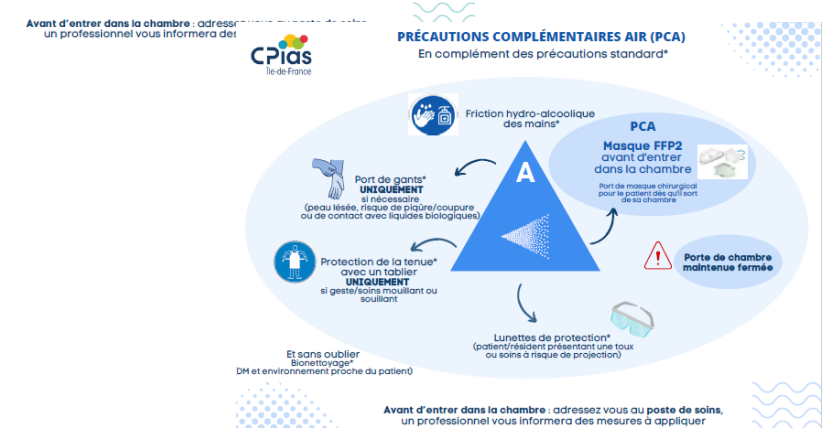 Avant d'entrer dans la chambre : adressez vous au poste de soins
un professionnel vous informera des
CPias
Île-de-France
PRÉCAUTIONS COMPLÉMENTAIRES AIR (PCA)
En complément des précautions standard*
Friction hydro-alcoolique
des mains*
PCA
Masque FFP2
avant d'entrer
dans la chambre
Port de masque chirurgical
pour le patient dès qu'il sort
de sa chambre
A
Port de gants*
UNIQUEMENT
si nécessaire
(peau lésée, risque de piqûre/coupure
ou de contact avec liquides biologiques)
Protection de la tenue*
avec un tablier
UNIQUEMENT
si geste/soins mouillant ou
souillant
Porte de chambre
maintenue fermée
Lunettes de protection*
(patient/résident présentant une toux
ou soins à risque de projection)
Et sans oublier
Bionettoyage*
DM et environnement proche du patient)
Avant d'entrer dans la chambre : adressez vous au poste de soins,
un professionnel vous informera des mesures à appliquer